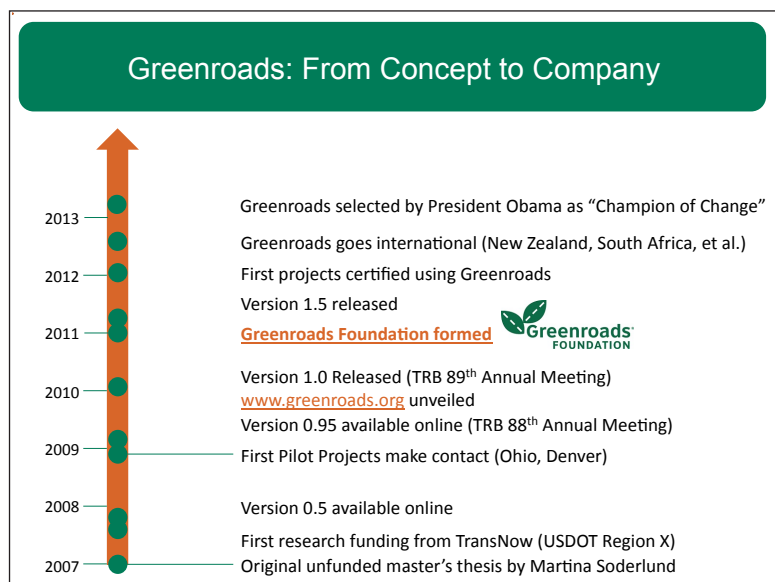 Greenroads: From Concept to Company
2013
Greenroads selected by President Obama as “Champion of Change”
Greenroads goes international (New Zealand, South Africa, et al.)
2012
First projects certified using Greenroads
Version 1.5 released
2011
Greenroads Foundation formed
Greenroads®
FOUNDATION
Version 1.0 Released (TRB 89th Annual Meeting)
2010
www.greenroads.org unveiled
Version 0.95 available online (TRB 88th Annual Meeting)
2009
First Pilot Projects make contact (Ohio, Denver)
2008
Version 0.5 available online
First research funding from TransNow (USDOT Region X)
2007
Original unfunded master’s thesis by Martina Soderlund